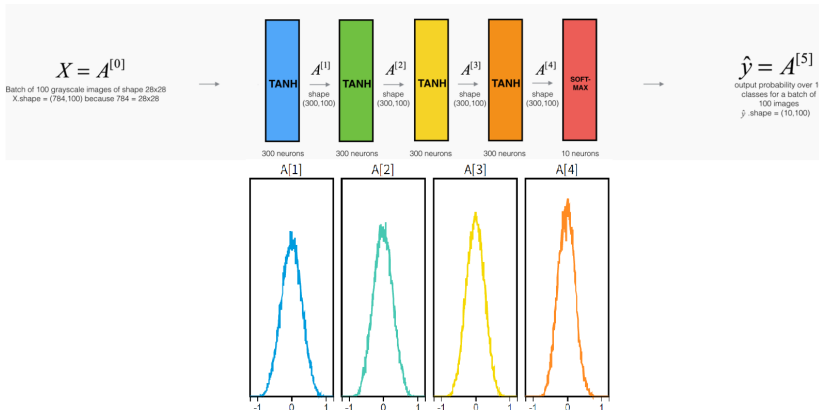 X = A^[0]
Batch of 100 grayscale images of shape 28x28
X.shape = (784,100) because 784 = 28x28
TANH
300 neurons
A^[1]
shape
(300,100)
TANH
300 neurons
A^[2]
shape
(300,100)
TANH
300 neurons
A^[3]
shape
(300,100)
TANH
300 neurons
A^[4]
shape
(300,100)
SOFT-
MAX
10 neurons
ŷ = A^[5]
output probability over 1
classes for a batch of
100 images
ŷ .shape = (10,100)
A[1]
A[2]
A[3]
A[4]
-1 0 1
-1 0 1
-1 0 1
-1 0 1